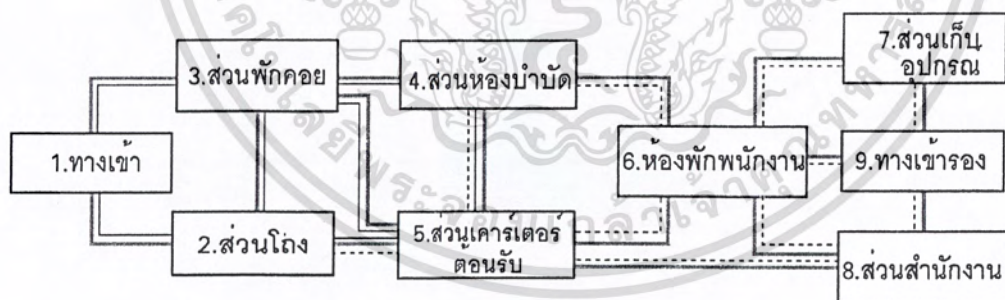 1.ทางเข้า
2.ส่วนโถง
3.ส่วนพักคอย
4.ส่วนห้องบำบัด
5.ส่วนเคาร์เตอร์
ต้อนรับ
6.ห้องพักพนักงาน
7.ส่วนเก็บ
อุปกรณ
8.ส่วนสำนักงาน
9.ทางเข้ารอง